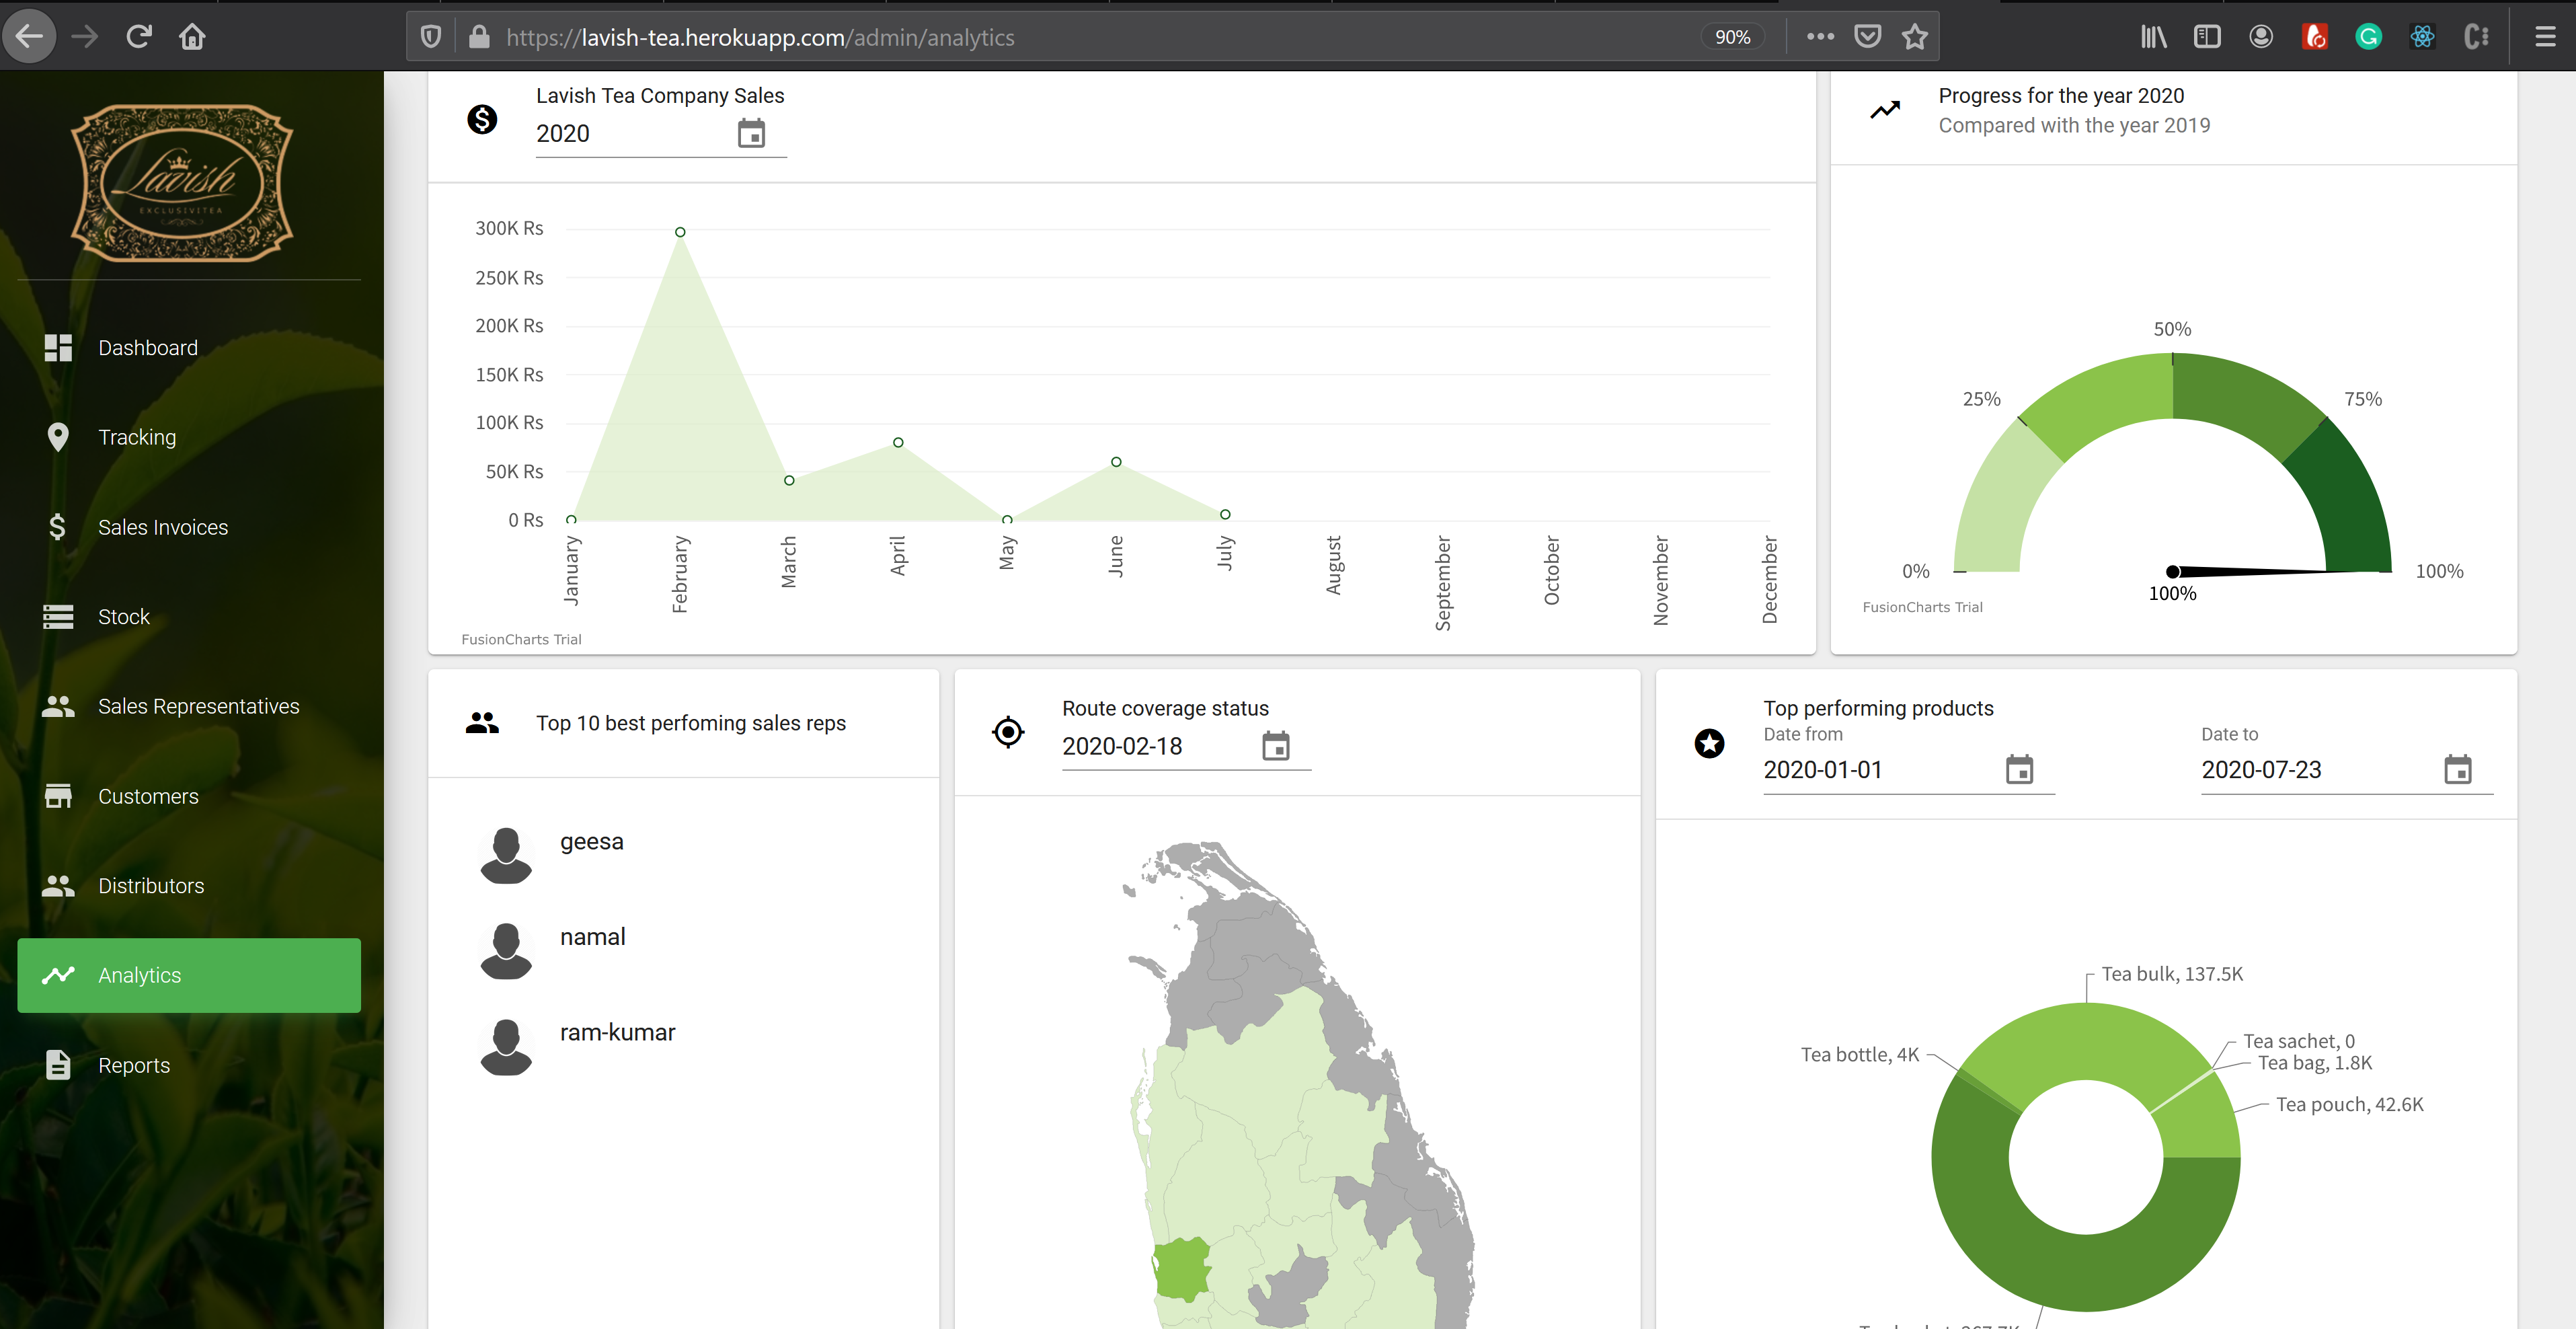 https://lavish-tea.herokuapp.com/admin/analytics
90%
Lavish
EXCLUSIVITEA
Dashboard
Tracking
Sales Invoices
Stock
Sales Representatives
Customers
Distributors
Analytics
Reports
Lavish Tea Company Sales
2020
300K Rs
250K Rs
200K Rs
150K Rs
100K Rs
50K Rs
0 Rs
January
February
March
April
May
June
July
August
September
October
November
December
FusionCharts Trial
Progress for the year 2020
Compared with the year 2019
0%
25%
50%
75%
100%
100%
FusionCharts Trial
Top 10 best perfoming sales reps
geesa
namal
ram-kumar
Route coverage status
2020-02-18
Top performing products
Date from
2020-01-01
Date to
2020-07-23
Tea bulk, 137.5K
Tea sachet, 0
Tea bag, 1.8K
Tea pouch, 42.6K
Tea bottle, 4K